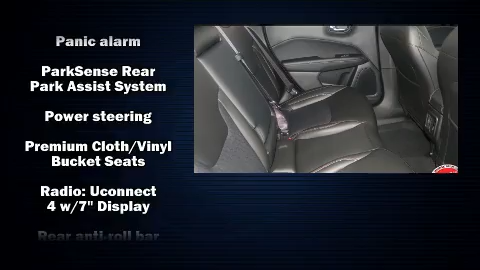 Panic alarm
ParkSense Rear
Park Assist System
Power steering
Premium Cloth/Vinyl
Bucket Seats
Radio: Uconnect
4 w/7" Display
Rear anti-roll bar